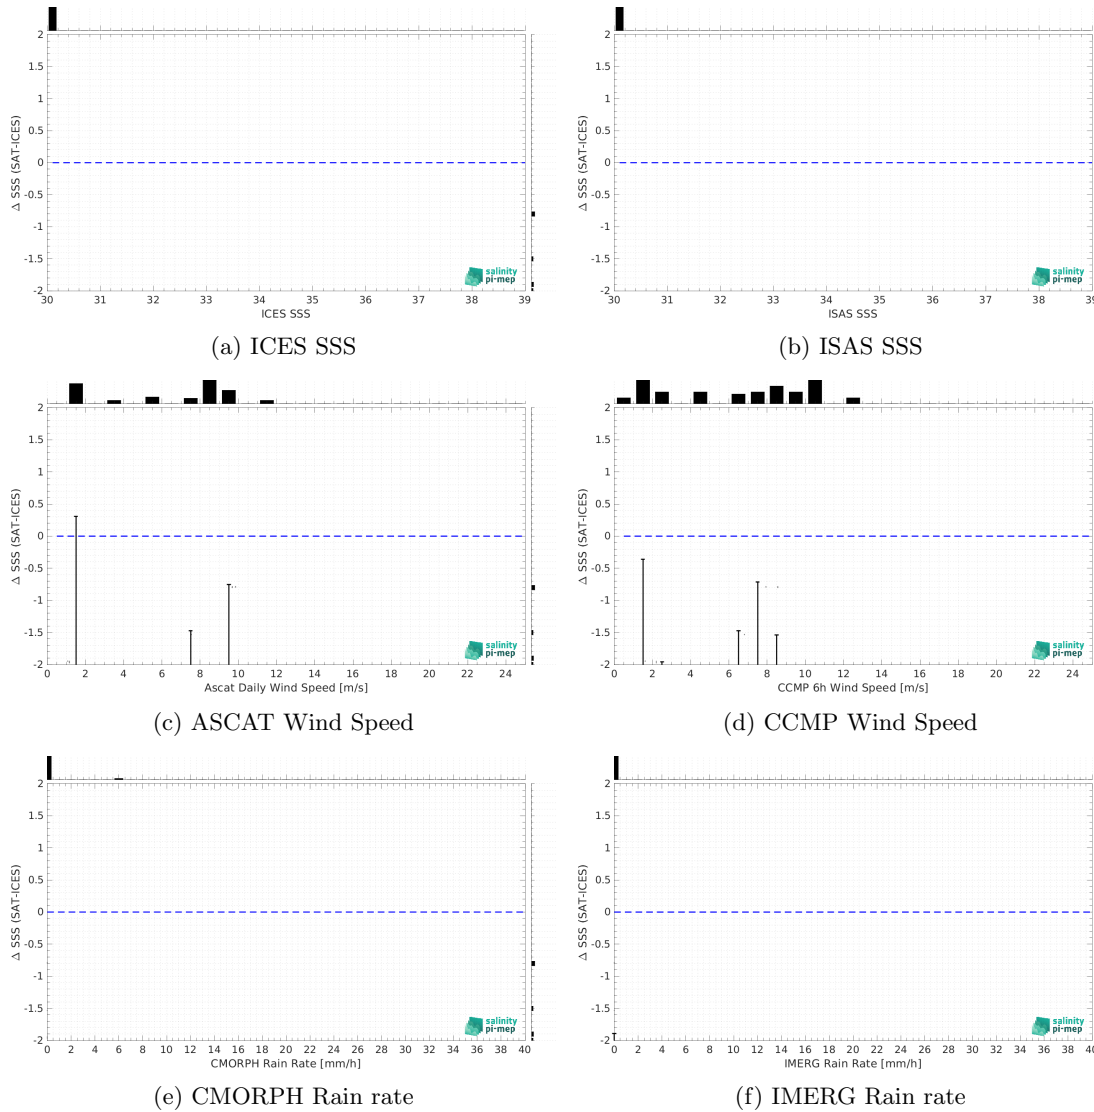 2
1.5
1
0.5
0
-0.5
-1
-1.5
-2
Δ SSS (SAT-ICES)
30 31 32 33 34 35 36 37 38 39
ICES SSS
salinity
pi-mep
(a) ICES SSS
2
1.5
1
0.5
0
-0.5
-1
-1.5
-2
Δ SSS (SAT-ICES)
30 31 32 33 34 35 36 37 38 39
ISAS SSS
salinity
pi-mep
(b) ISAS SSS
2
1.5
1
0.5
0
-0.5
-1
-1.5
-2
Δ SSS (SAT-ICES)
0 2 4 6 8 10 12 14 16 18 20 22 24
Ascat Daily Wind Speed [m/s]
salinity
pi-mep
(c) ASCAT Wind Speed
2
1.5
1
0.5
0
-0.5
-1
-1.5
-2
Δ SSS (SAT-ICES)
0 2 4 6 8 10 12 14 16 18 20 22 24
CCMP 6h Wind Speed [m/s]
salinity
pi-mep
(d) CCMP Wind Speed
2
1.5
1
0.5
0
-0.5
-1
-1.5
-2
Δ SSS (SAT-ICES)
0 2 4 6 8 10 12 14 16 18 20 22 24 26 28 30 32 34 36 38 40
CMORPH Rain Rate [mm/h]
salinity
pi-mep
(e) CMORPH Rain rate
2
1.5
1
0.5
0
-0.5
-1
-1.5
-2
Δ SSS (SAT-ICES)
0 2 4 6 8 10 12 14 16 18 20 22 24 26 28 30 32 34 36 38 40
IMERG Rain Rate [mm/h]
salinity
pi-mep
(f) IMERG Rain rate